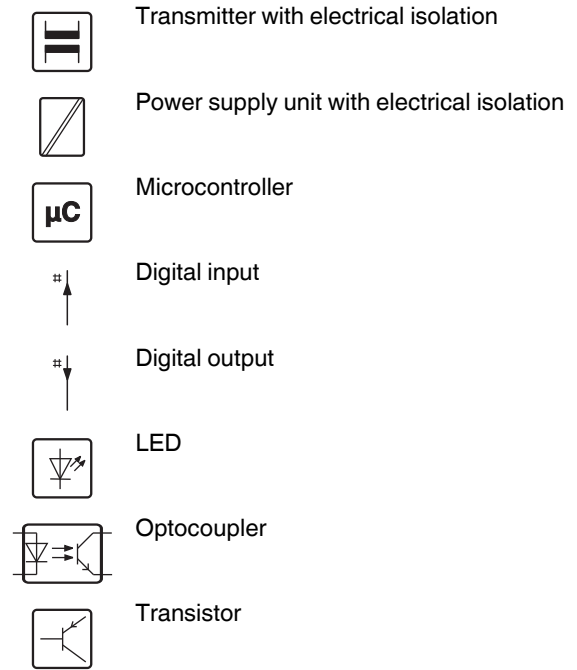 Transmitter with electrical isolation
Power supply unit with electrical isolation
µC
Microcontroller
#
Digital input
#
Digital output
LED
Optocoupler
Transistor